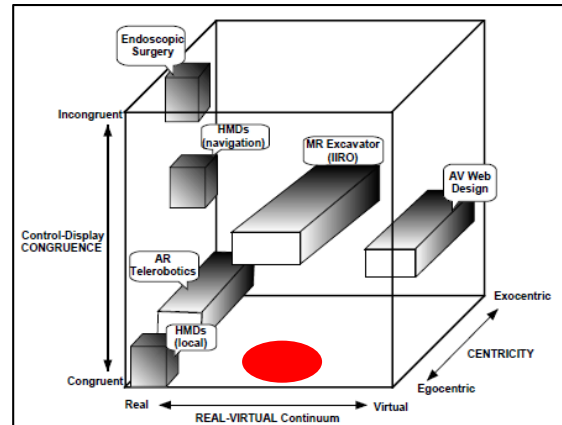 Endoscopic
Surgery
Incongruent
HMDs
(navigation)
MR Excavator
(IIRO)
AV Web
Design
Control-Display
CONGRUENCE
AR
Telerobotics
Exocentric
HMDs
(local)
CENTRICITY
Congruent
Egocentric
Real
Virtual
REAL-VIRTUAL Continuum